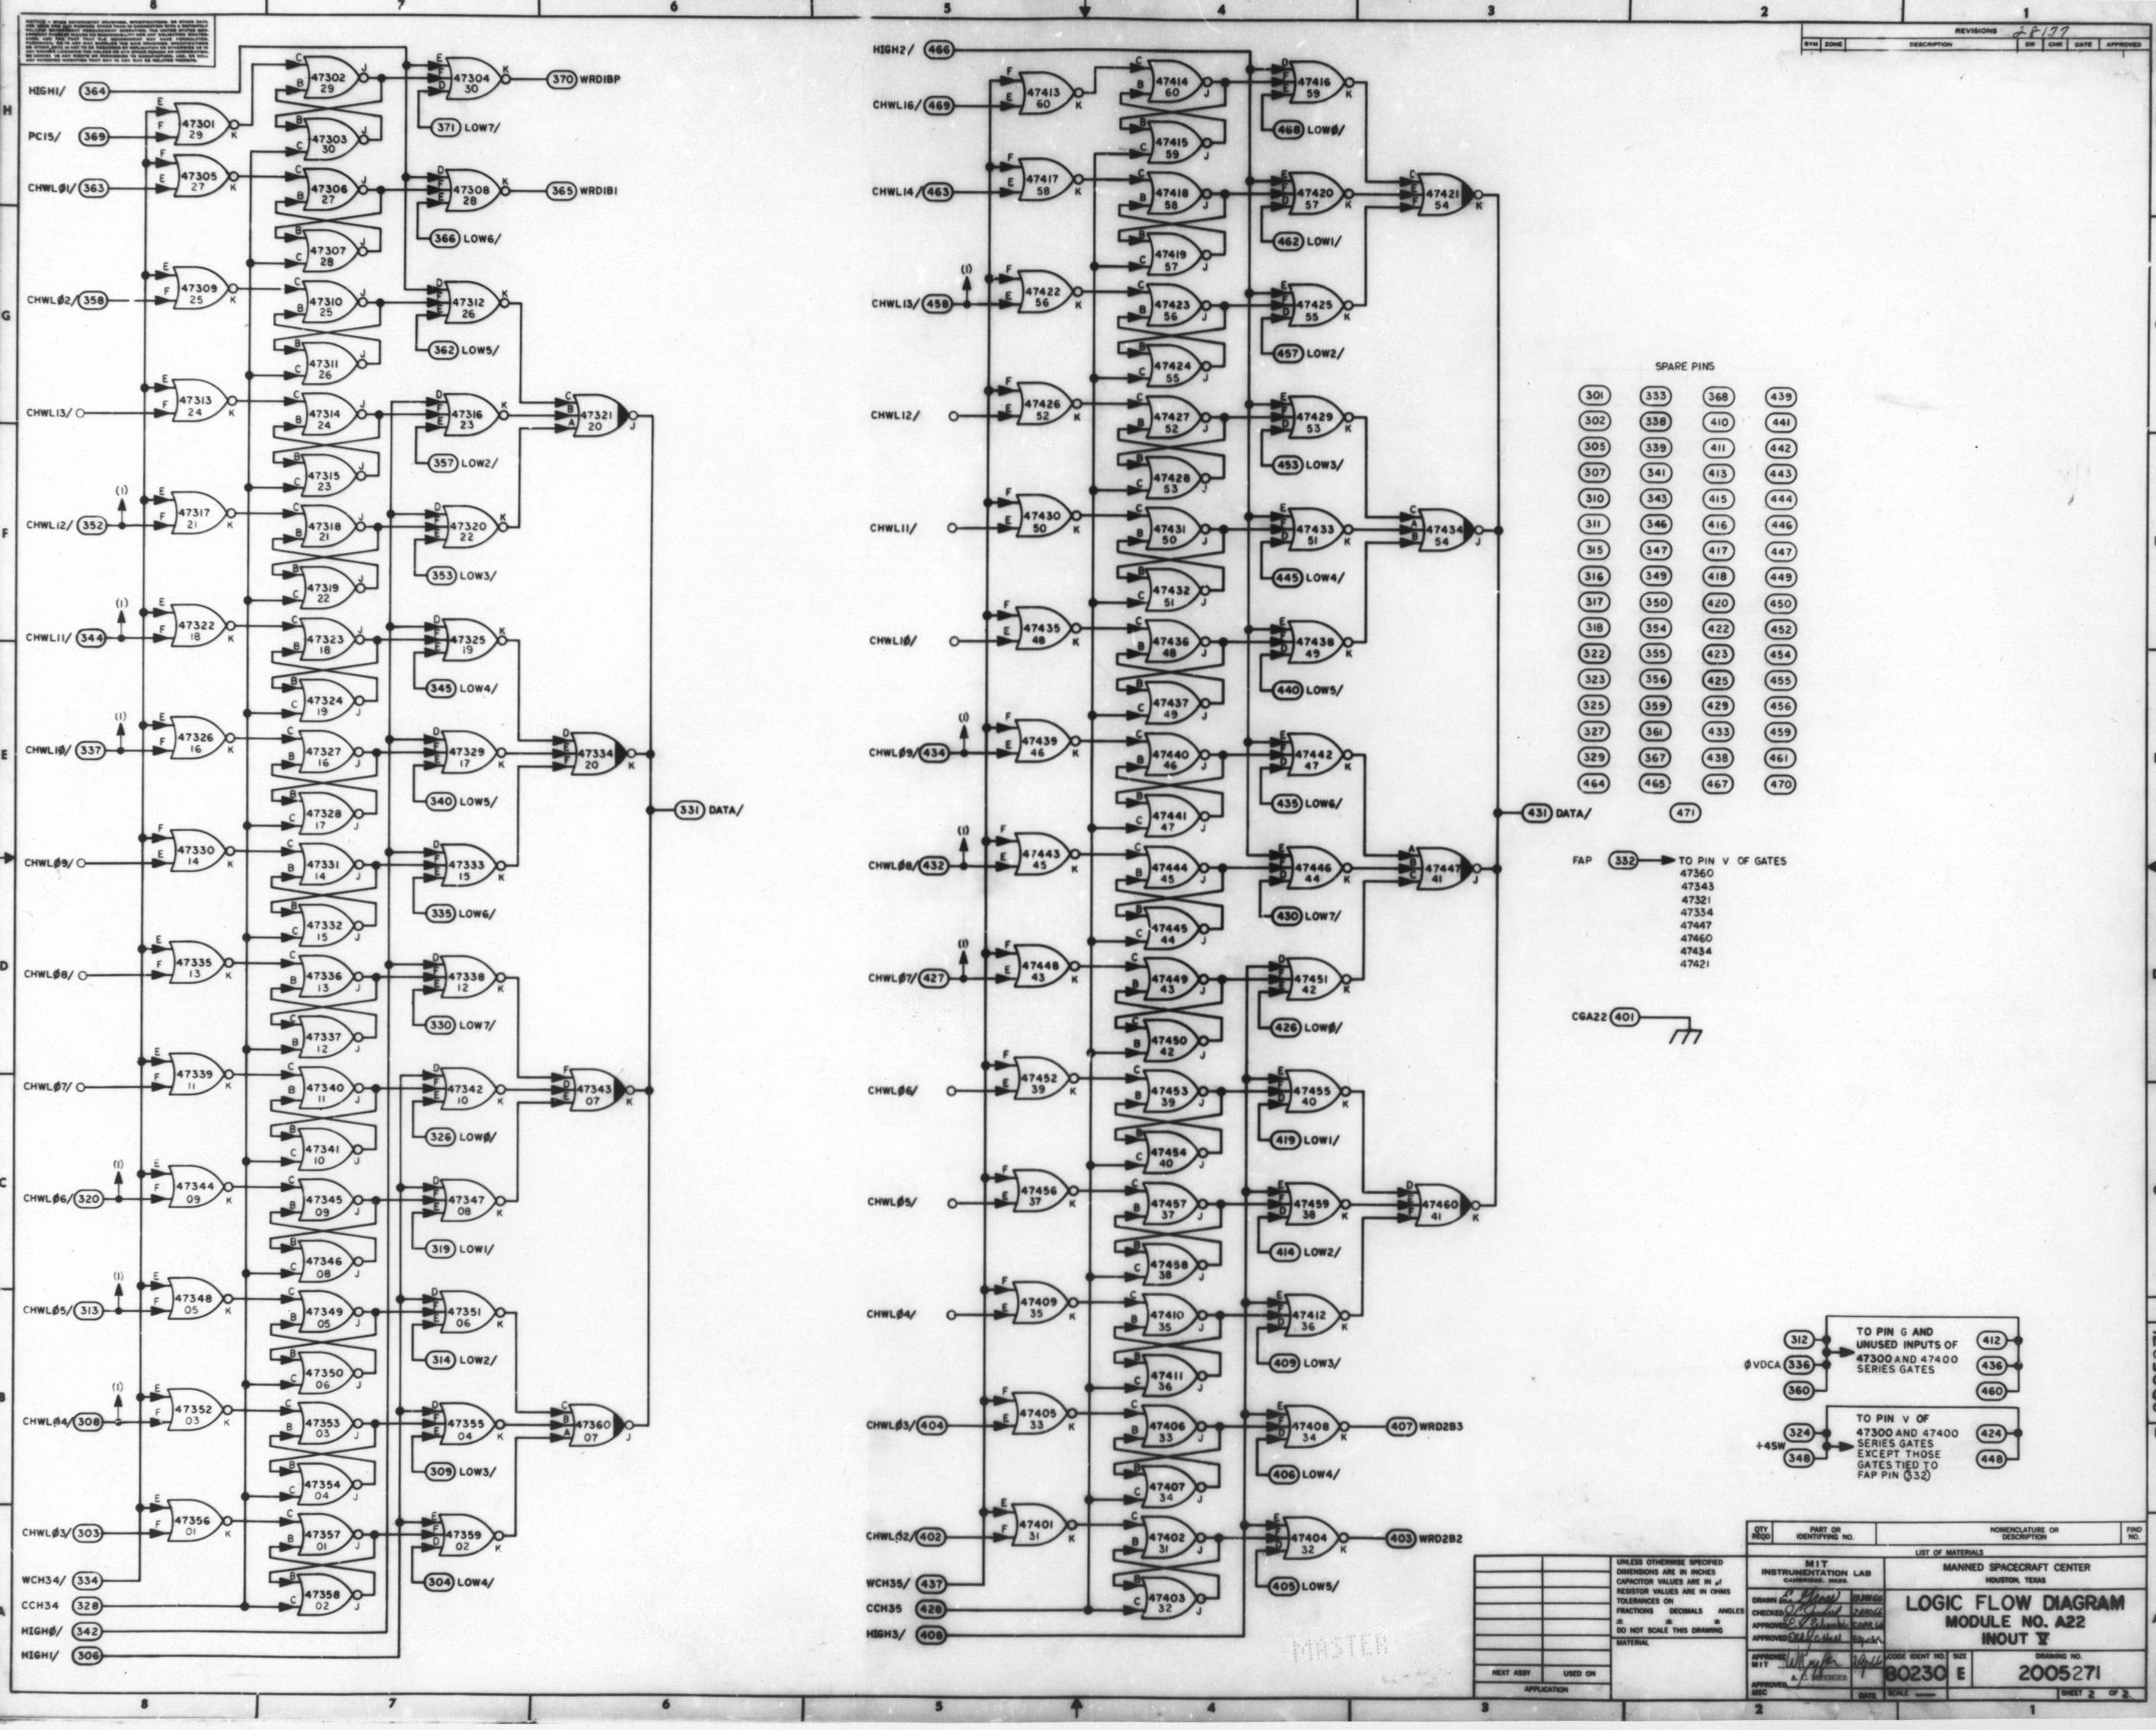 8 7 6 5 4 3 2 1
REVISIONS 28177
SYM ZONE DESCRIPTION DR CHK DATE APPROVED
H
HIGH1/ 364
PC15/ 369
CHWLØ1/ 363
G
CHWLØ2/ 358
CHWL13/
F
CHWL12/ 352 (1)
CHWL11/ 344 (1)
E
CHWL1Ø/ 337 (1)
CHWLØ9/
D
CHWLØ8/
CHWLØ7/
C
CHWLØ6/ 320 (1)
CHWLØ5/ 313 (1)
B
CHWLØ4/ 308 (1)
CHWLØ3/ 303
A
WCH34/ 334
CCH34 328
HIGHØ/ 342
HIGH1/ 306
47301 29
47305 27
47309 25
47313 24
47317 21
47322 18
47326 16
47330 14
47335 13
47339 11
47344 09
47348 05
47352 03
47356 01
47302 29
47303 30
47306 27
47307 28
47310 25
47311 26
47314 24
47315 23
47318 21
47319 22
47323 18
47324 19
47327 16
47328 17
47331 14
47332 15
47336 13
47337 12
47340 11
47341 10
47345 09
47346 08
47349 05
47350 06
47353 03
47354 04
47357 01
47358 02
47304 30
370 WRD1BP
371 LOW7/
47308 28
365 WRD1B1
366 LOW6/
47312 26
362 LOW5/
47316 23
357 LOW2/
47320 22
353 LOW3/
47325 19
345 LOW4/
47329 17
340 LOW5/
47333 15
335 LOW6/
47338 12
330 LOW7/
47342 10
326 LOWØ/
47347 08
319 LOW1/
47351 06
314 LOW2/
47355 04
309 LOW3/
47359 02
304 LOW4/
47321 20
47334 20
47343 07
47360 07
331 DATA/
HIGH2/ 466
CHWL16/ 469
CHWL14/ 463
CHWL13/ 458 (1)
CHWL12/
CHWL11/
CHWL1Ø/
CHWLØ9/ 434 (1)
CHWLØ8/ 432 (1)
CHWLØ7/ 427 (1)
CHWLØ6/
CHWLØ5/
CHWLØ4/
CHWLØ3/ 404
CHWLØ2/ 402
WCH35/ 437
CCH35 428
HIGH3/ 408
47413 60
47417 58
47422 56
47426 52
47430 50
47435 48
47439 46
47443 45
47448 43
47452 39
47456 37
47409 35
47405 33
47401 31
47414 60
47415 59
47418 58
47419 57
47423 56
47424 55
47427 52
47428 53
47431 50
47432 51
47436 48
47437 49
47440 46
47441 47
47444 45
47445 44
47449 43
47450 42
47453 39
47454 40
47457 37
47458 38
47410 35
47411 36
47406 33
47407 34
47402 31
47403 32
47416 59
468 LOWØ/
47420 57
462 LOW1/
47425 55
457 LOW2/
47429 53
453 LOW3/
47433 51
445 LOW4/
47438 49
440 LOW5/
47442 47
435 LOW6/
47446 44
430 LOW7/
47451 42
426 LOWØ/
47455 40
419 LOW1/
47459 38
414 LOW2/
47412 36
409 LOW3/
47408 34
407 WRD2B3
406 LOW4/
47404 32
403 WRD2B2
405 LOW5/
47421 54
47434 54
47447 41
47460 41
431 DATA/
SPARE PINS
301 333 368 439
302 338 410 441
305 339 411 442
307 341 413 443
310 343 415 444
311 346 416 446
315 347 417 447
316 349 418 449
317 350 420 450
318 354 422 452
322 355 423 454
323 356 425 455
325 359 429 456
327 361 433 459
329 367 438 461
464 465 467 470
471
FAP 332 TO PIN V OF GATES
47360
47343
47321
47334
47447
47460
47434
47421
CGA22 401
312 TO PIN G AND 412
ØVDCA 336 UNUSED INPUTS OF 436
360 47300 AND 47400 460
SERIES GATES
TO PIN V OF
324 47300 AND 47400 424
+4SW SERIES GATES
348 EXCEPT THOSE 448
GATES TIED TO
FAP PIN (332)
MASTER
QTY REQD PART OR IDENTIFYING NO. NOMENCLATURE OR DESCRIPTION FIND NO.
LIST OF MATERIALS
UNLESS OTHERWISE SPECIFIED
DIMENSIONS ARE IN INCHES
CAPACITOR VALUES ARE IN μf
RESISTOR VALUES ARE IN OHMS
TOLERANCES ON
FRACTIONS DECIMALS ANGLES
DO NOT SCALE THIS DRAWING
MATERIAL
NEXT ASSY USED ON
APPLICATION
MIT
INSTRUMENTATION LAB
CAMBRIDGE, MASS.
MANNED SPACECRAFT CENTER
HOUSTON, TEXAS
DRAWN
CHECKED
APPROVED
APPROVED
APPROVED MIT
APPROVED MSC
DATE
LOGIC FLOW DIAGRAM
MODULE NO. A22
INOUT V
CODE IDENT NO. SIZE DRAWING NO.
80230 E 2005271
SCALE SHEET 2 OF 2
8 7 6 5 4 3 2 1